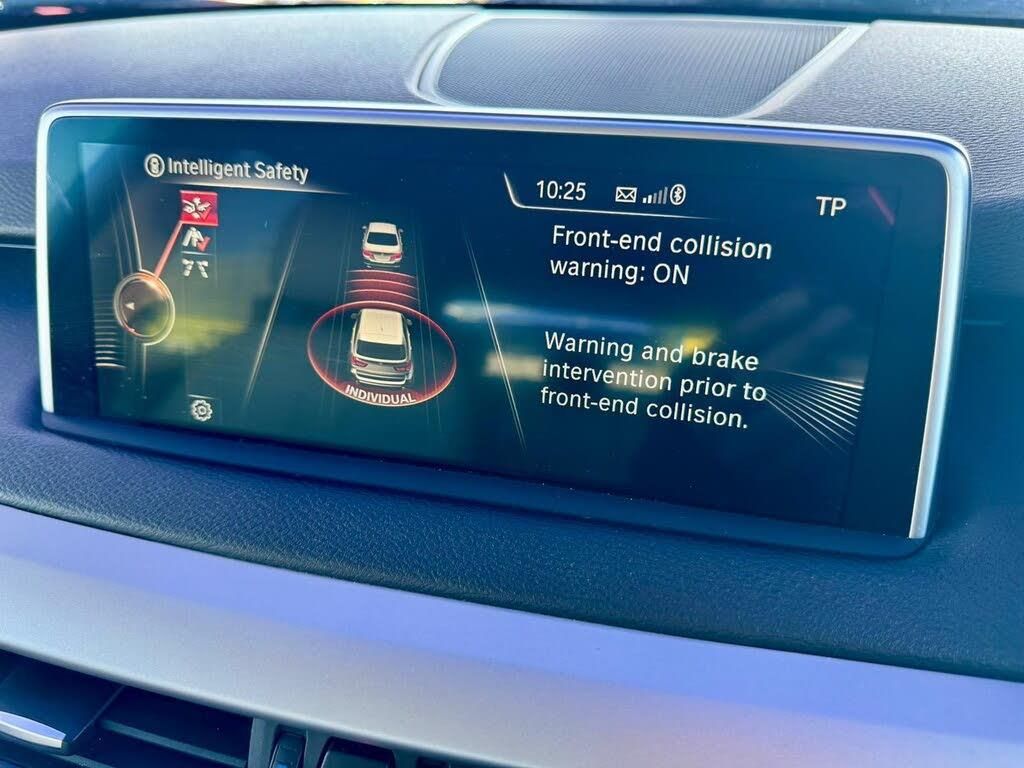 Intelligent Safety
10:25
TP
Front-end collision
warning: ON
Warning and brake
intervention prior to
front-end collision.
INDIVIDUAL